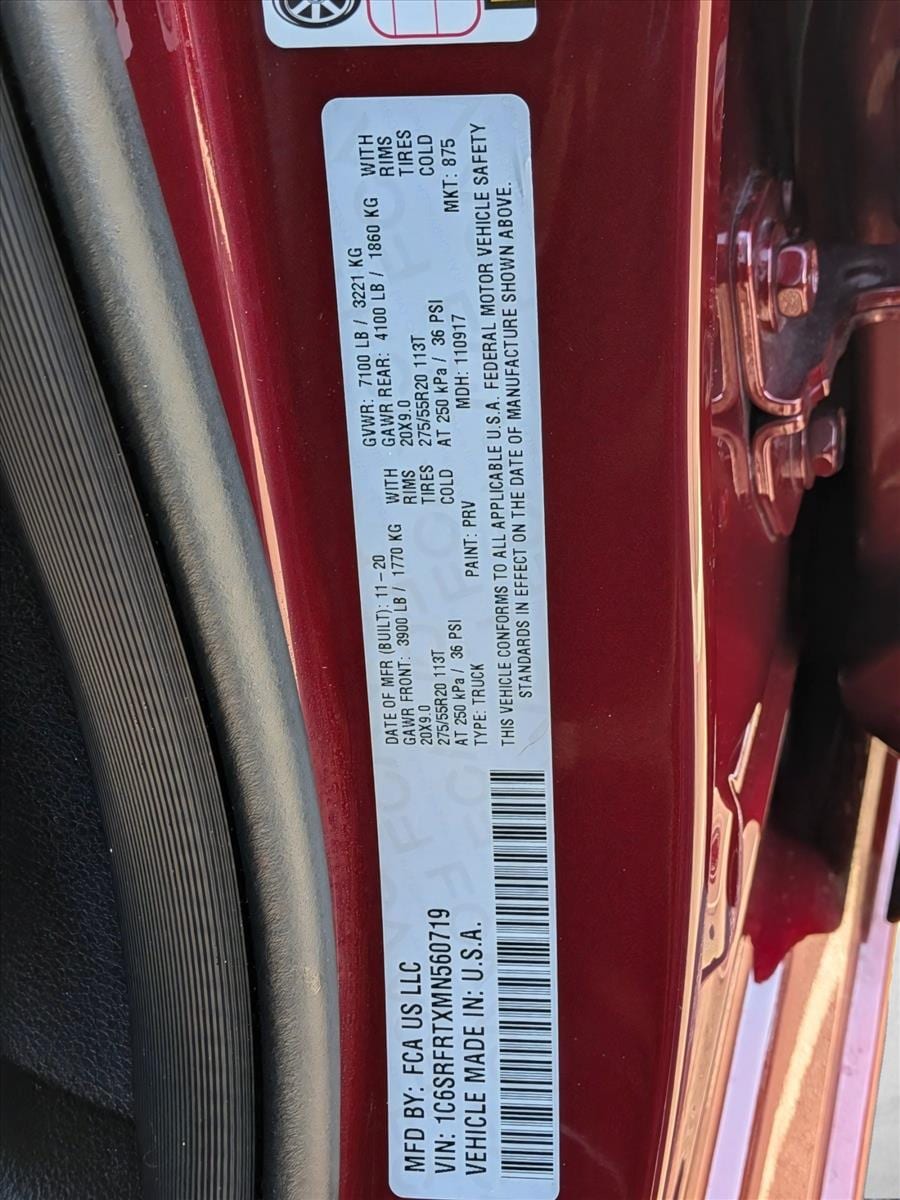 MFD BY: FCA US LLC
VIN: 1C6SRFRTXMN560719
VEHICLE MADE IN: U.S.A.
DATE OF MFR (BUILT): 11-20
GAWR FRONT: 3900 LB / 1770 KG WITH
20X9.0 RIMS
275/55R20 113T TIRES
AT 250 kPa / 36 PSI COLD
GVWR: 7100 LB / 3221 KG
GAWR REAR: 4100 LB / 1860 KG WITH
20X9.0 RIMS
275/55R20 113T TIRES
AT 250 kPa / 36 PSI COLD
TYPE: TRUCK PAINT: PRV MDH: 110917 MKT: 875
THIS VEHICLE CONFORMS TO ALL APPLICABLE U.S.A. FEDERAL MOTOR VEHICLE SAFETY
STANDARDS IN EFFECT ON THE DATE OF MANUFACTURE SHOWN ABOVE.